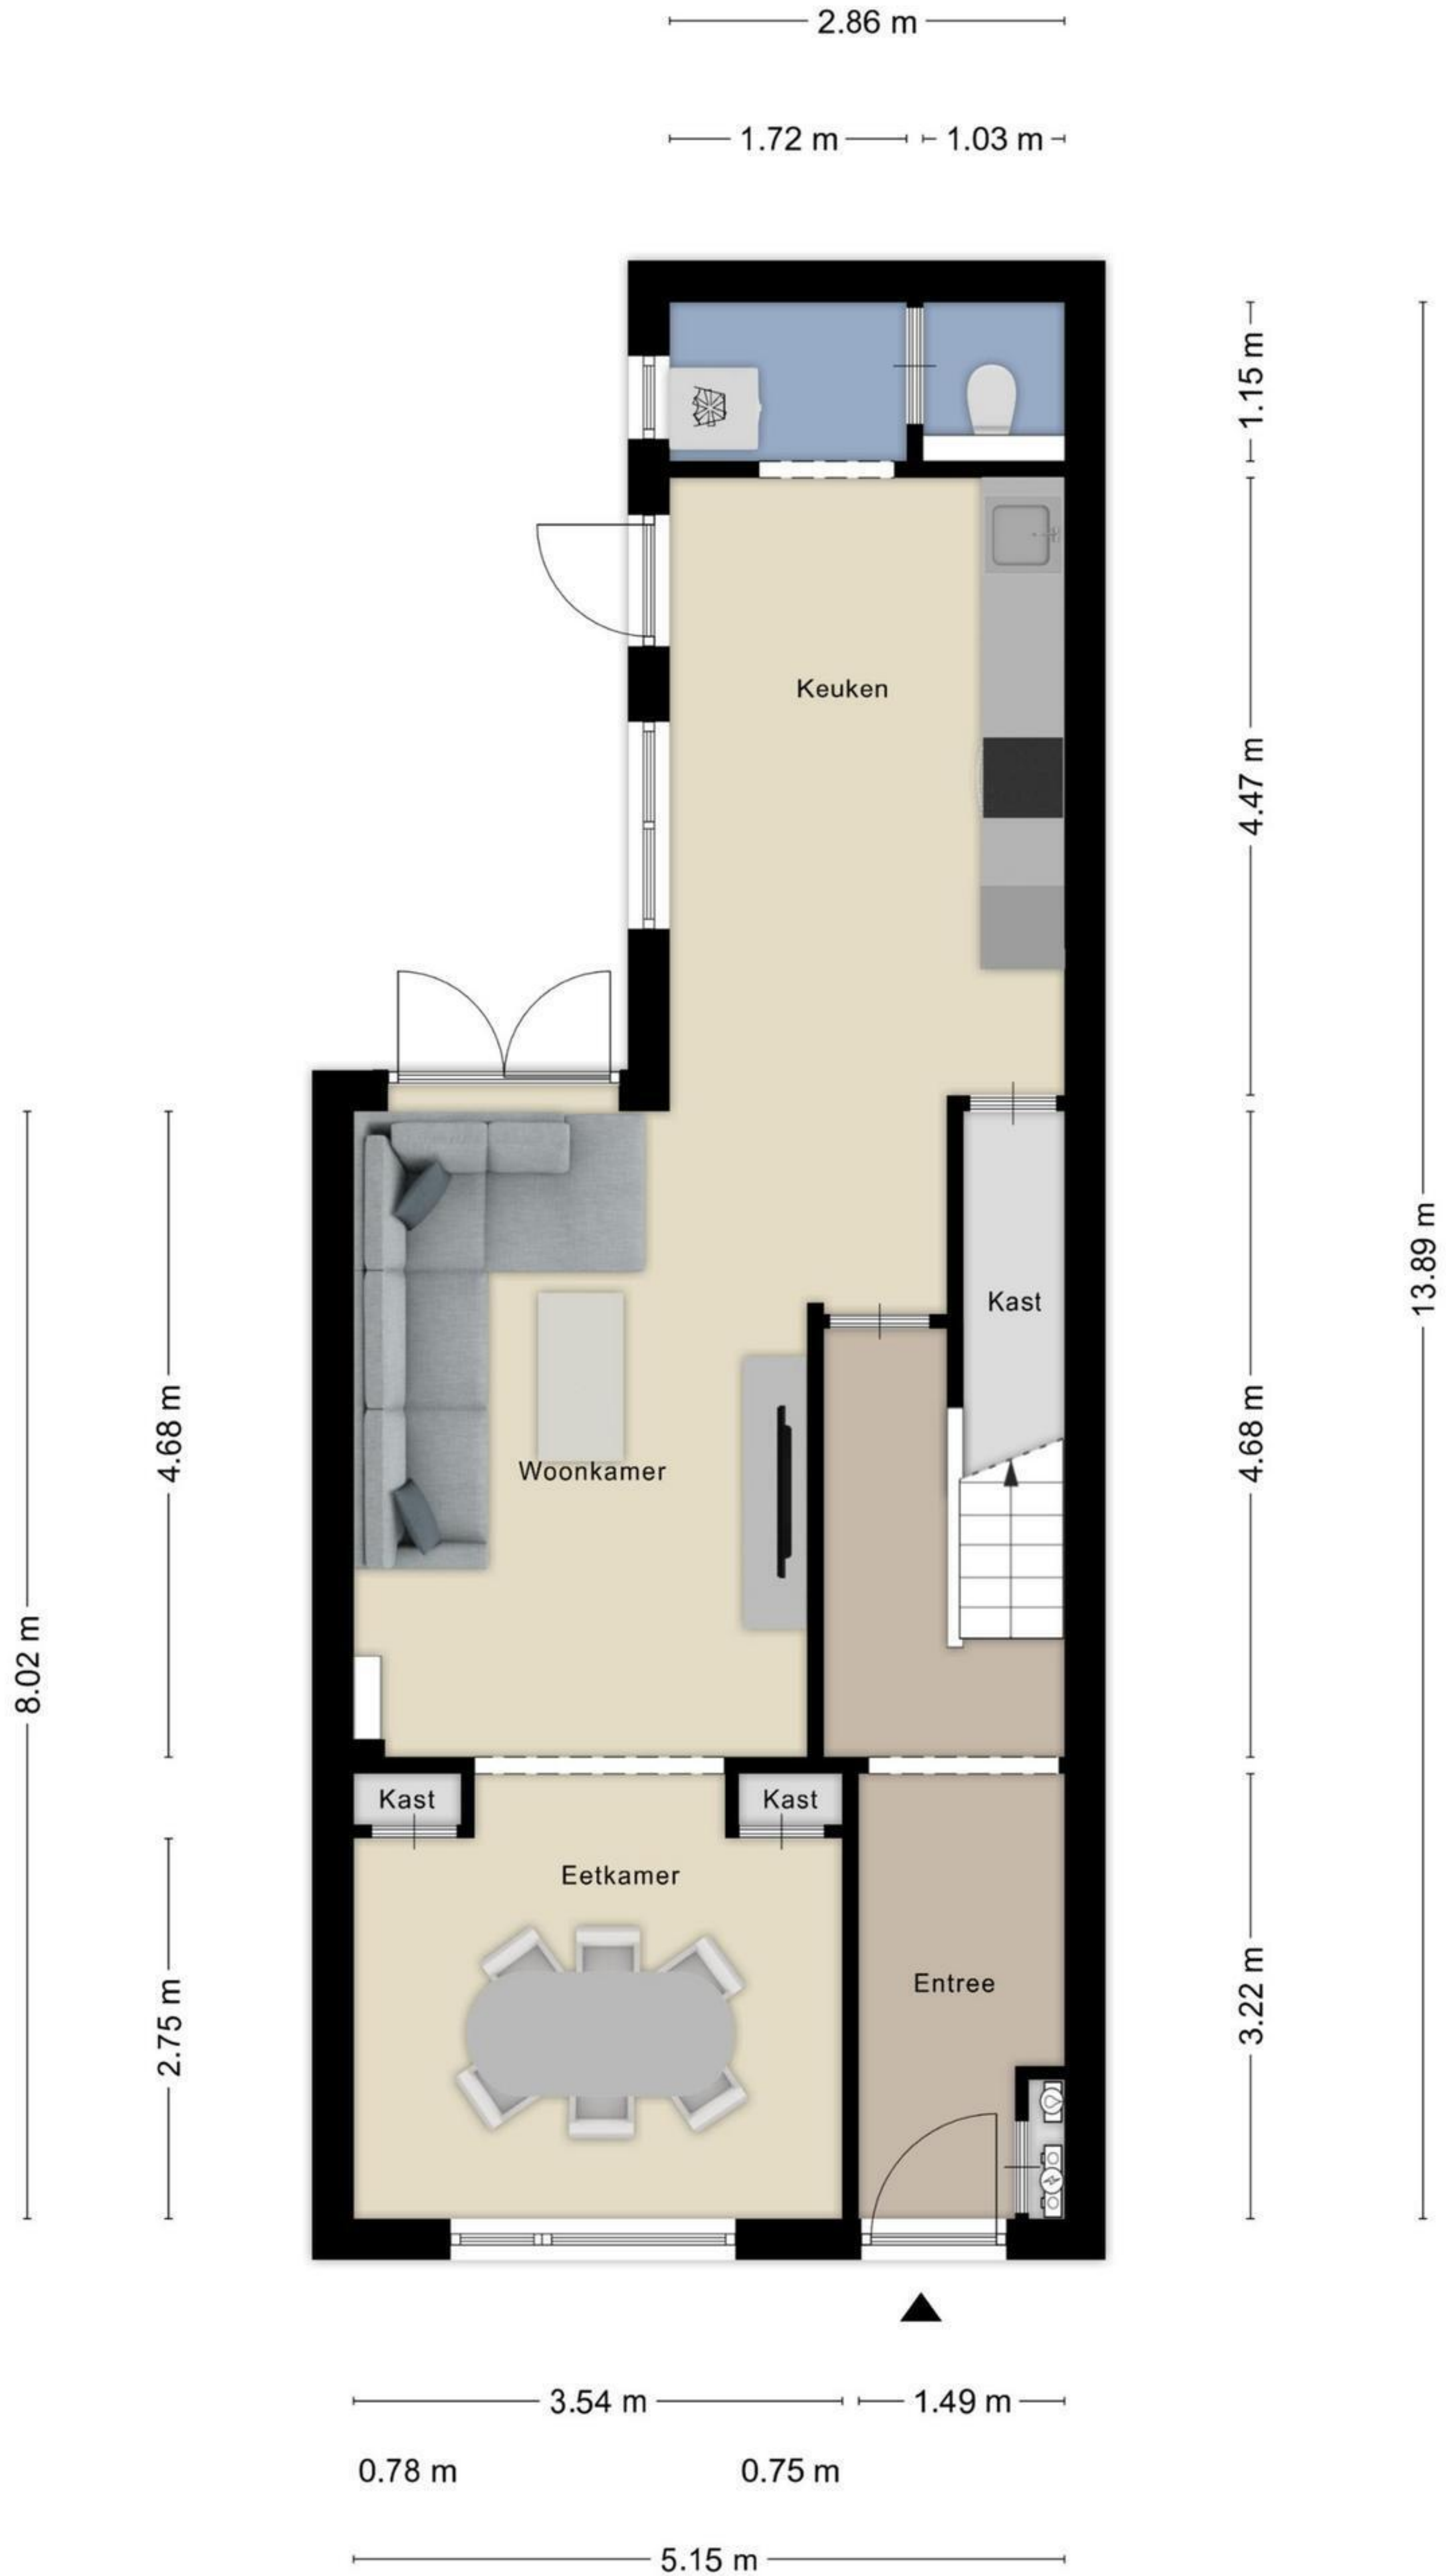 2.86 m
1.72 m
1.03 m
1.15 m
Keuken
4.47 m
13.89 m
Kast
4.68 m
4.68 m
Woonkamer
8.02 m
Kast
Kast
Eetkamer
Entree
2.75 m
3.22 m
3.54 m
1.49 m
0.78 m
0.75 m
5.15 m